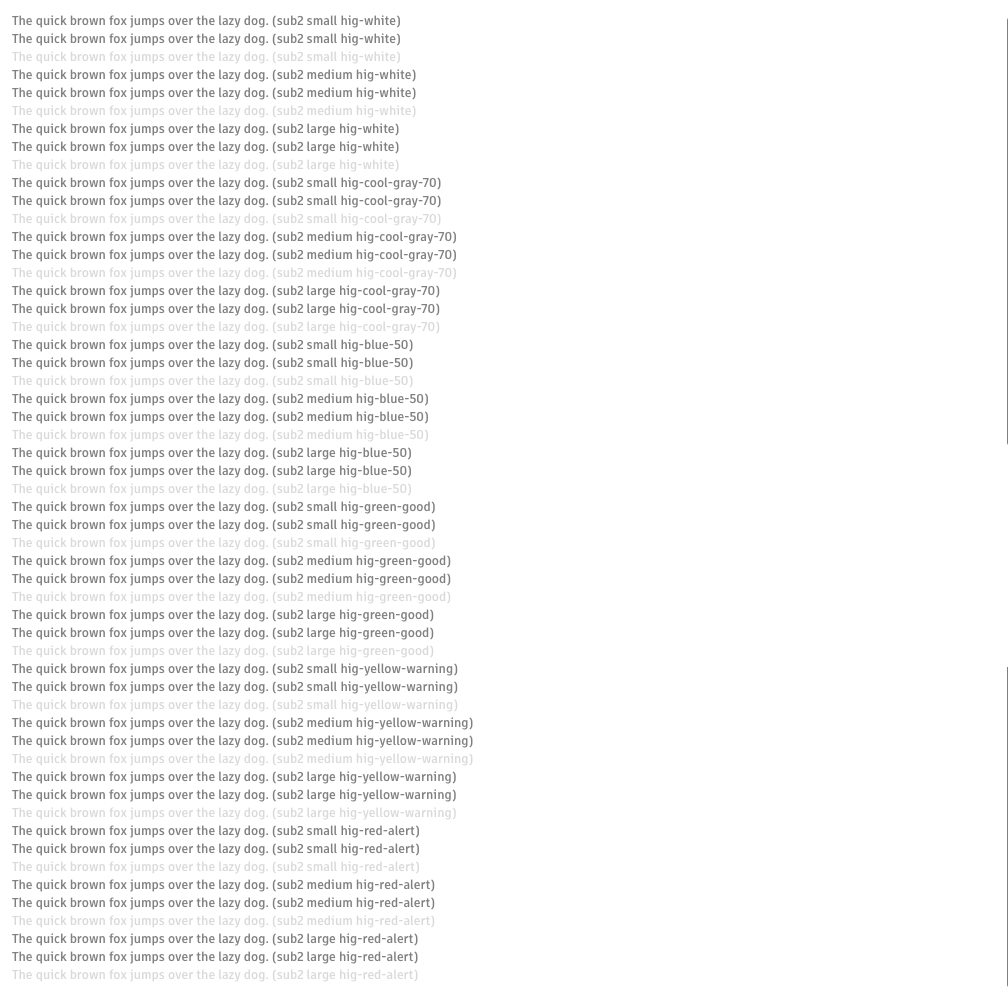 The quick brown fox jumps over the lazy dog. (sub2 small hig-white)
The quick brown fox jumps over the lazy dog. (sub2 small hig-white)
The quick brown fox jumps over the lazy dog. (sub2 small hig-white)
The quick brown fox jumps over the lazy dog. (sub2 medium hig-white)
The quick brown fox jumps over the lazy dog. (sub2 medium hig-white)
The quick brown fox jumps over the lazy dog. (sub2 medium hig-white)
The quick brown fox jumps over the lazy dog. (sub2 large hig-white)
The quick brown fox jumps over the lazy dog. (sub2 large hig-white)
The quick brown fox jumps over the lazy dog. (sub2 large hig-white)
The quick brown fox jumps over the lazy dog. (sub2 small hig-cool-gray-70)
The quick brown fox jumps over the lazy dog. (sub2 small hig-cool-gray-70)
The quick brown fox jumps over the lazy dog. (sub2 small hig-cool-gray-70)
The quick brown fox jumps over the lazy dog. (sub2 medium hig-cool-gray-70)
The quick brown fox jumps over the lazy dog. (sub2 medium hig-cool-gray-70)
The quick brown fox jumps over the lazy dog. (sub2 medium hig-cool-gray-70)
The quick brown fox jumps over the lazy dog. (sub2 large hig-cool-gray-70)
The quick brown fox jumps over the lazy dog. (sub2 large hig-cool-gray-70)
The quick brown fox jumps over the lazy dog. (sub2 large hig-cool-gray-70)
The quick brown fox jumps over the lazy dog. (sub2 small hig-blue-50)
The quick brown fox jumps over the lazy dog. (sub2 small hig-blue-50)
The quick brown fox jumps over the lazy dog. (sub2 small hig-blue-50)
The quick brown fox jumps over the lazy dog. (sub2 medium hig-blue-50)
The quick brown fox jumps over the lazy dog. (sub2 medium hig-blue-50)
The quick brown fox jumps over the lazy dog. (sub2 medium hig-blue-50)
The quick brown fox jumps over the lazy dog. (sub2 large hig-blue-50)
The quick brown fox jumps over the lazy dog. (sub2 large hig-blue-50)
The quick brown fox jumps over the lazy dog. (sub2 large hig-blue-50)
The quick brown fox jumps over the lazy dog. (sub2 small hig-green-good)
The quick brown fox jumps over the lazy dog. (sub2 small hig-green-good)
The quick brown fox jumps over the lazy dog. (sub2 small hig-green-good)
The quick brown fox jumps over the lazy dog. (sub2 medium hig-green-good)
The quick brown fox jumps over the lazy dog. (sub2 medium hig-green-good)
The quick brown fox jumps over the lazy dog. (sub2 medium hig-green-good)
The quick brown fox jumps over the lazy dog. (sub2 large hig-green-good)
The quick brown fox jumps over the lazy dog. (sub2 large hig-green-good)
The quick brown fox jumps over the lazy dog. (sub2 large hig-green-good)
The quick brown fox jumps over the lazy dog. (sub2 small hig-yellow-warning)
The quick brown fox jumps over the lazy dog. (sub2 small hig-yellow-warning)
The quick brown fox jumps over the lazy dog. (sub2 small hig-yellow-warning)
The quick brown fox jumps over the lazy dog. (sub2 medium hig-yellow-warning)
The quick brown fox jumps over the lazy dog. (sub2 medium hig-yellow-warning)
The quick brown fox jumps over the lazy dog. (sub2 medium hig-yellow-warning)
The quick brown fox jumps over the lazy dog. (sub2 large hig-yellow-warning)
The quick brown fox jumps over the lazy dog. (sub2 large hig-yellow-warning)
The quick brown fox jumps over the lazy dog. (sub2 large hig-yellow-warning)
The quick brown fox jumps over the lazy dog. (sub2 small hig-red-alert)
The quick brown fox jumps over the lazy dog. (sub2 small hig-red-alert)
The quick brown fox jumps over the lazy dog. (sub2 small hig-red-alert)
The quick brown fox jumps over the lazy dog. (sub2 medium hig-red-alert)
The quick brown fox jumps over the lazy dog. (sub2 medium hig-red-alert)
The quick brown fox jumps over the lazy dog. (sub2 medium hig-red-alert)
The quick brown fox jumps over the lazy dog. (sub2 large hig-red-alert)
The quick brown fox jumps over the lazy dog. (sub2 large hig-red-alert)
The quick brown fox jumps over the lazy dog. (sub2 large hig-red-alert)